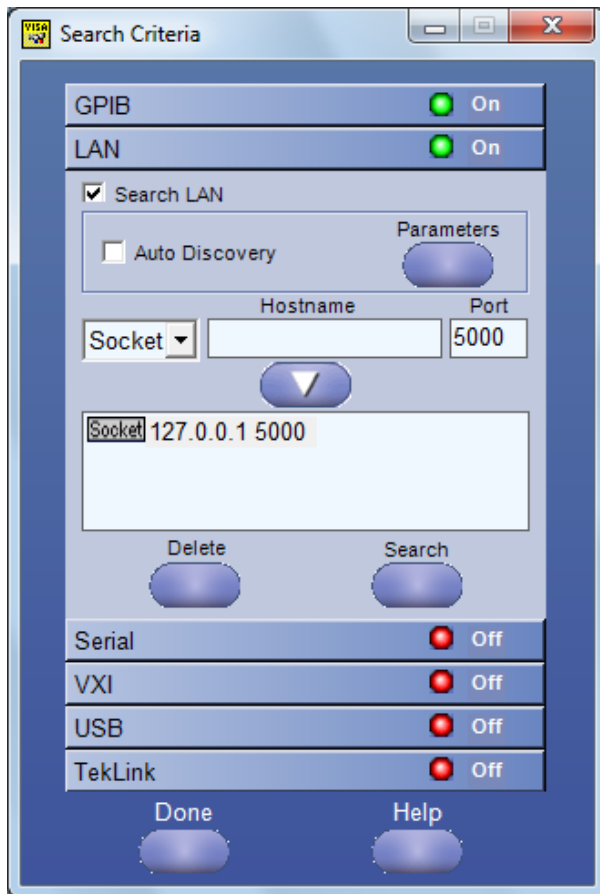 VISA Search Criteria
GPIB On
LAN On
Search LAN
Auto Discovery
Parameters
Hostname Port
Socket 5000
Socket 127.0.0.1 5000
Delete Search
Serial Off
VXI Off
USB Off
TekLink Off
Done Help